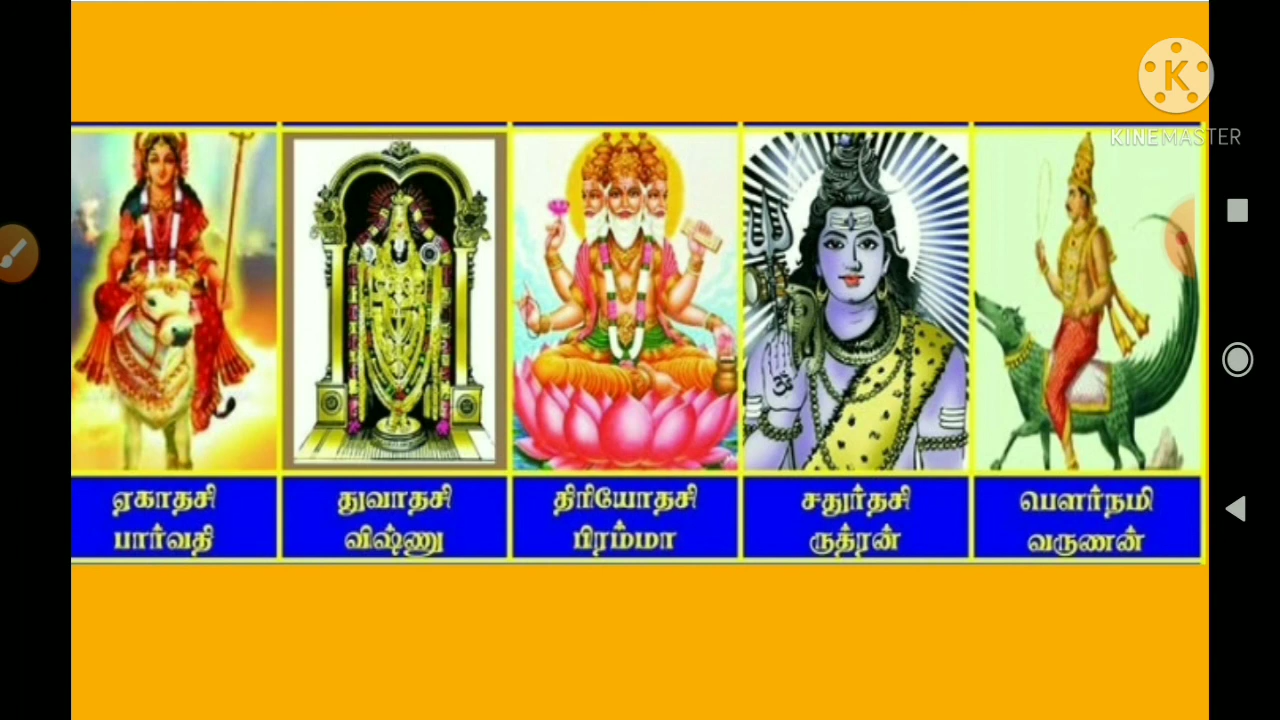 KINEMASTER
ஏகாதசி
பார்வதி
துவாதசி
விஷ்ணு
திரியோதசி
பிரம்மா
சதுர்தசி
ருத்ரன்
பௌர்நமி
வருணன்